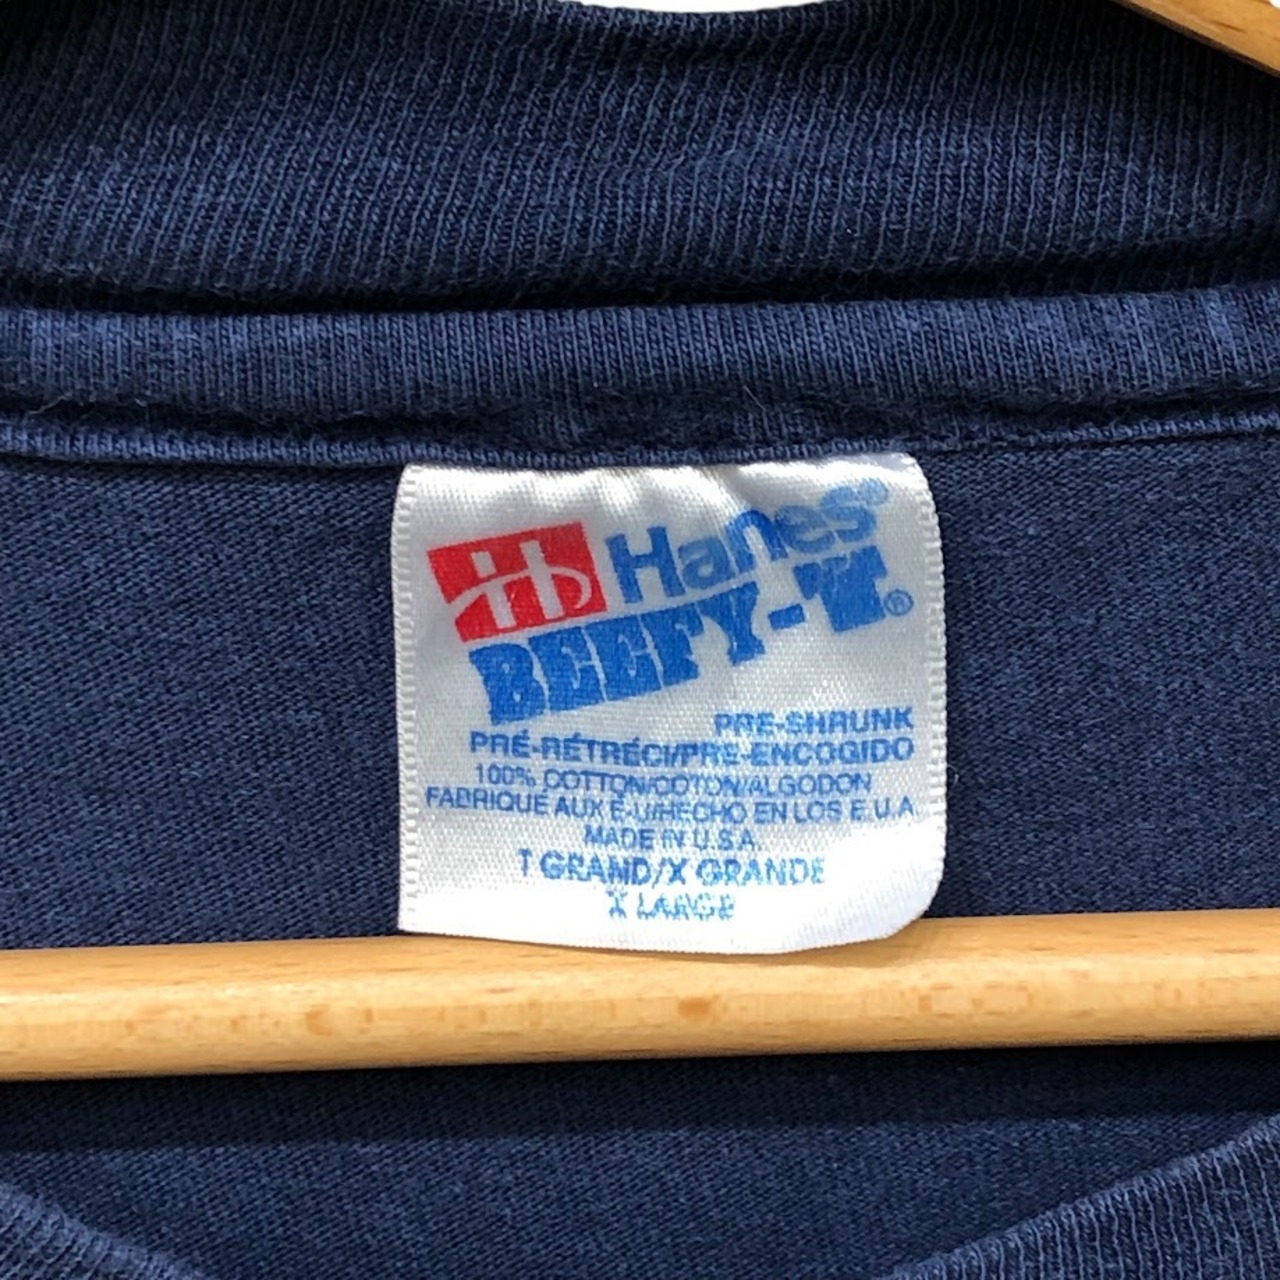 Hanes®
BEEFY-T®
PRE-SHRUNK
PRÉ-RÉTRÉCI/PRE-ENCOGIDO
100% COTTON/COTON/ALGODON
FABRIQUÉ AUX É-U/HECHO EN LOS E.U.A
MADE IN U.S.A.
T GRAND/X GRANDE
X LARGE